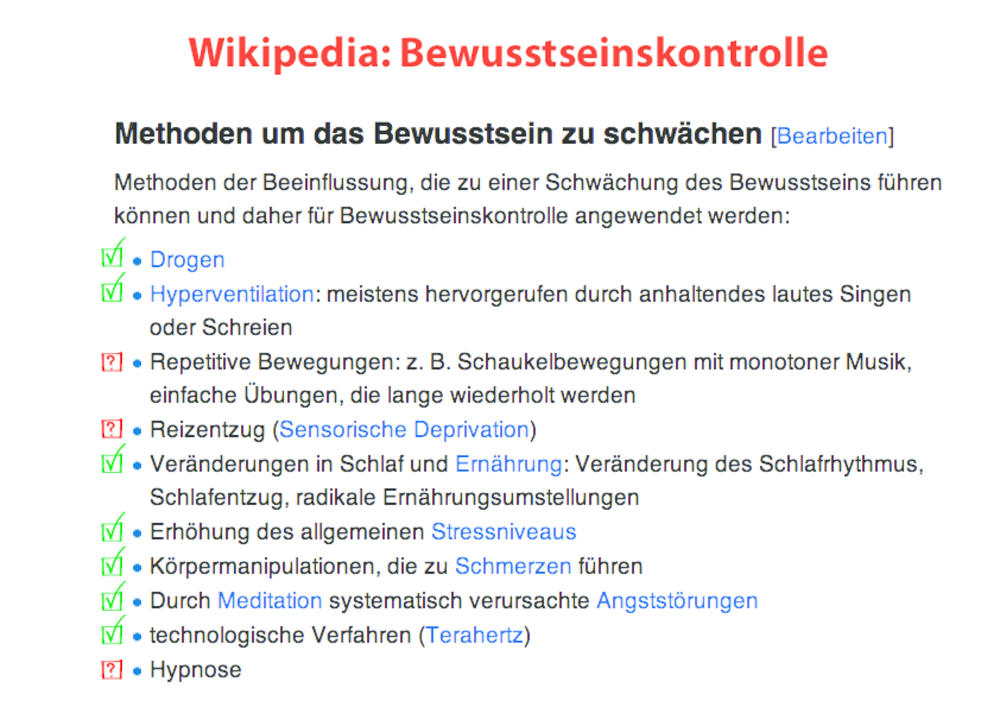 Wikipedia: Bewusstseinskontrolle
Methoden um das Bewusstsein zu schwächen [Bearbeiten]
Methoden der Beeinflussung, die zu einer Schwächung des Bewusstseins führen
können und daher für Bewusstseinskontrolle angewendet werden:
• Drogen
• Hyperventilation: meistens hervorgerufen durch anhaltendes lautes Singen
oder Schreien
? • Repetitive Bewegungen: z. B. Schaukelbewegungen mit monotoner Musik,
einfache Übungen, die lange wiederholt werden
? • Reizentzug (Sensorische Deprivation)
• Veränderungen in Schlaf und Ernährung: Veränderung des Schlafrhythmus,
Schlafentzug, radikale Ernährungsumstellungen
• Erhöhung des allgemeinen Stressniveaus
• Körpermanipulationen, die zu Schmerzen führen
• Durch Meditation systematisch verursachte Angststörungen
• technologische Verfahren (Terahertz)
? • Hypnose